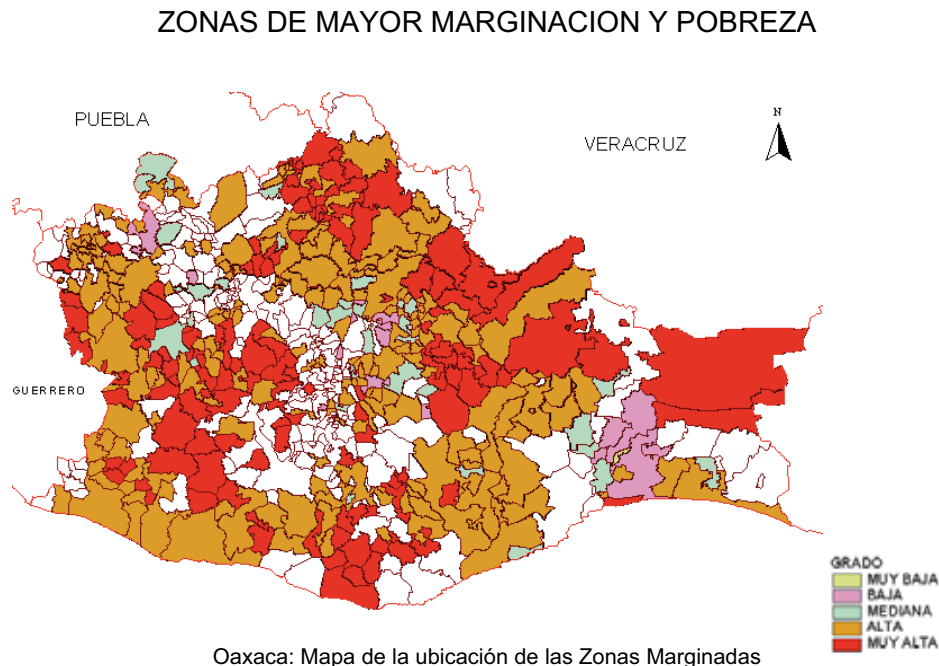 ZONAS DE MAYOR MARGINACION Y POBREZA
PUEBLA
VERACRUZ
N
GUERRERO
GRADO
MUY BAJA
BAJA
MEDIANA
ALTA
MUY ALTA
Oaxaca: Mapa de la ubicación de las Zonas Marginadas